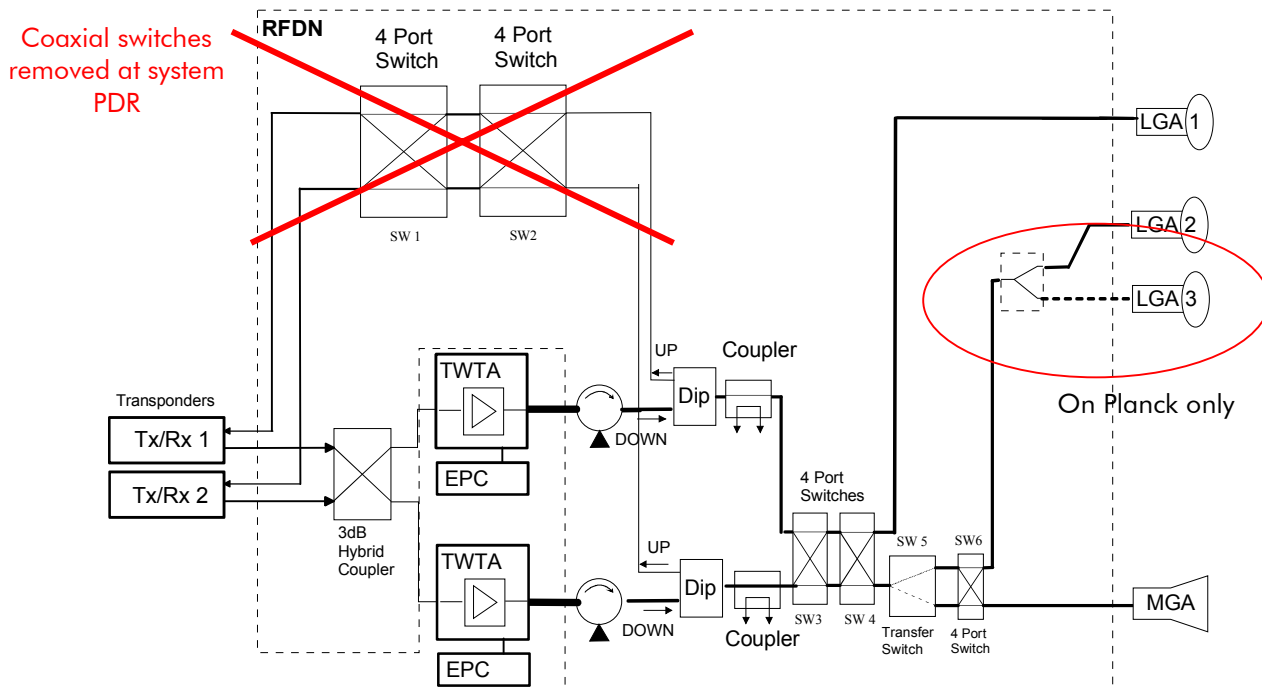 Coaxial switches
removed at system
PDR
RFDN
4 Port
Switch
4 Port
Switch
SW 1
SW2
LGA 1
LGA 2
LGA 3
On Planck only
UP
Coupler
TWTA
Dip
DOWN
EPC
Transponders
Tx/Rx 1
Tx/Rx 2
3dB
Hybrid
Coupler
4 Port
Switches
SW 5
SW6
UP
TWTA
Dip
DOWN
Coupler
EPC
SW3
SW 4
Transfer
Switch
4 Port
Switch
MGA